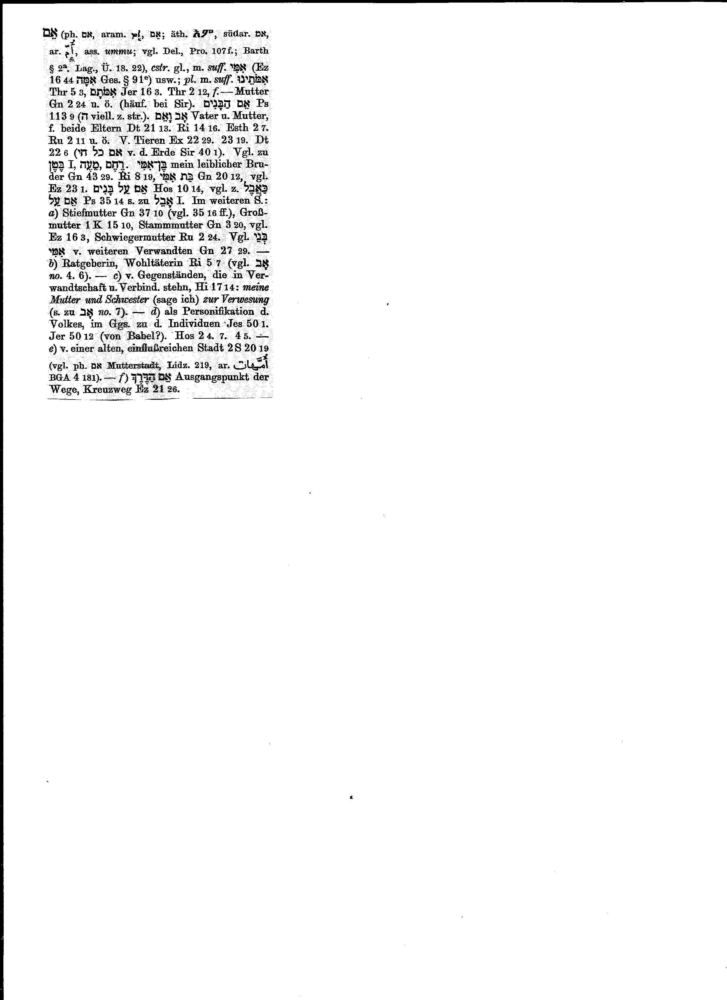 אֵם (ph. אם, aram. אֵם; äth. እም, südar. אם,
ar. أُمّ, ass. ummu; vgl. Del., Pro. 107f.; Barth
§ 2a. Lag., Ü. 18. 22), cstr. gl., m. suff. אִמִּי (Ez
16 44 אִמָּה Ges. § 91e) usw.; pl. m. suff. אִמֹּתֵינוּ
Thr 5 3, אִמֹּתָם Jer 16 3. Thr 2 12, f.— Mutter
Gn 2 24 u. ö. (häuf. bei Sir). אֵם הַבָּנִים Ps
113 9 (ה viell. z. str.). אָב וָאֵם Vater u. Mutter,
f. beide Eltern Dt 21 13. Ri 14 16. Esth 2 7.
Ru 2 11 u. ö. V. Tieren Ex 22 29. 23 19. Dt
22 6 (אם כל חי v. d. Erde Sir 40 1). Vgl. zu
בֶּטֶן I, מֵעֶה, רֶחֶם. בֶּן־אִמִּי mein leiblicher Bru-
der Gn 43 29. Ri 8 19, בַּת אִמִּי Gn 20 12, vgl.
Ez 23 1. אֵם עַל בָּנִים Hos 10 14, vgl. z. כַּאֲבֶל
אֵם עַל Ps 35 14 s. zu אָבֵל I. Im weiteren S.:
a) Stiefmutter Gn 37 10 (vgl. 35 16 ff.), Groß-
mutter 1 K 15 10, Stammmutter Gn 3 20, vgl.
Ez 16 3, Schwiegermutter Ru 2 24. Vgl. בְּנֵי
אִמִּי v. weiteren Verwandten Gn 27 29. —
b) Ratgeberin, Wohltäterin Ri 5 7 (vgl. אָב
no. 4. 6). — c) v. Gegenständen, die in Ver-
wandtschaft u. Verbind. stehn, Hi 17 14: meine
Mutter und Schwester (sage ich) zur Verwesung
(s. zu אָב no. 7). — d) als Personifikation d.
Volkes, im Ggs. zu d. Individuen Jes 50 1.
Jer 50 12 (von Babel?). Hos 2 4. 7. 4 5. —
e) v. einer alten, einflußreichen Stadt 2 S 20 19
(vgl. ph. אם Mutterstadt, Lidz. 219, ar. أُمَّهات
BGA 4 181). — f) אֵם הַדֶּרֶךְ Ausgangspunkt der
Wege, Kreuzweg Ez 21 26.